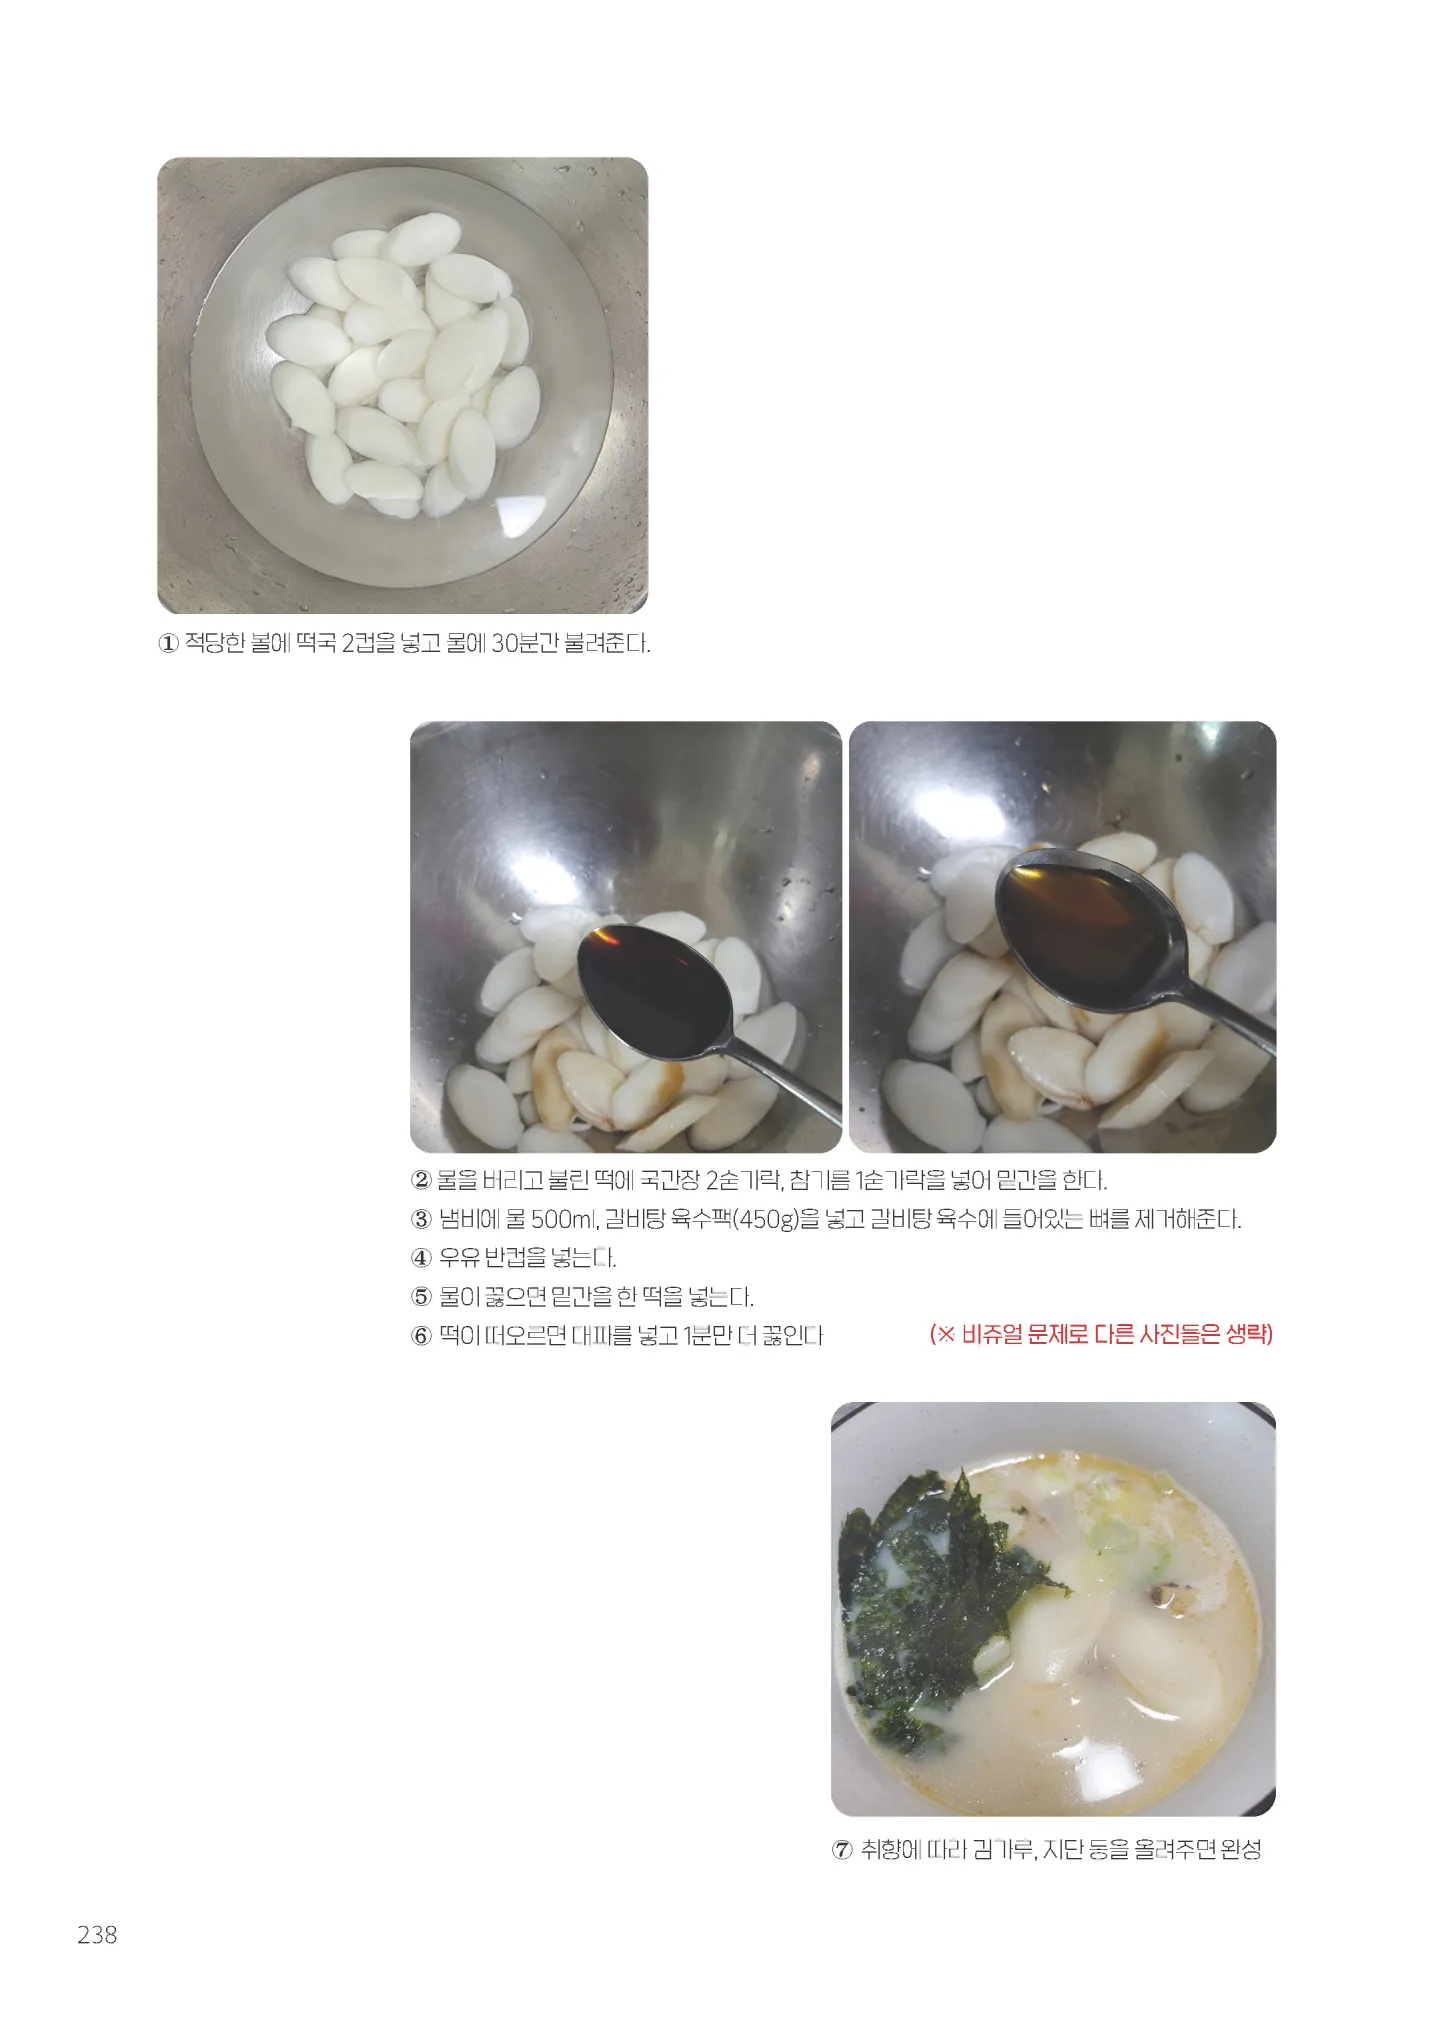 ① 적당한 볼에 떡국 2컵을 넣고 물에 30분간 불려준다.
② 물을 버리고 불린 떡에 국간장 2숟가락, 참기름 1숟가락을 넣어 밑간을 한다.
③ 냄비에 물 500ml, 갈비탕 육수팩(450g)을 넣고 갈비탕 육수에 들어있는 뼈를 제거해준다.
④ 우유 반컵을 넣는다.
⑤ 물이 끓으면 밑간을 한 떡을 넣는다.
⑥ 떡이 떠오르면 대파를 넣고 1분만 더 끓인다
(※ 비쥬얼 문제로 다른 사진들은 생략)
⑦ 취향에 따라 김가루, 지단 등을 올려주면 완성
238